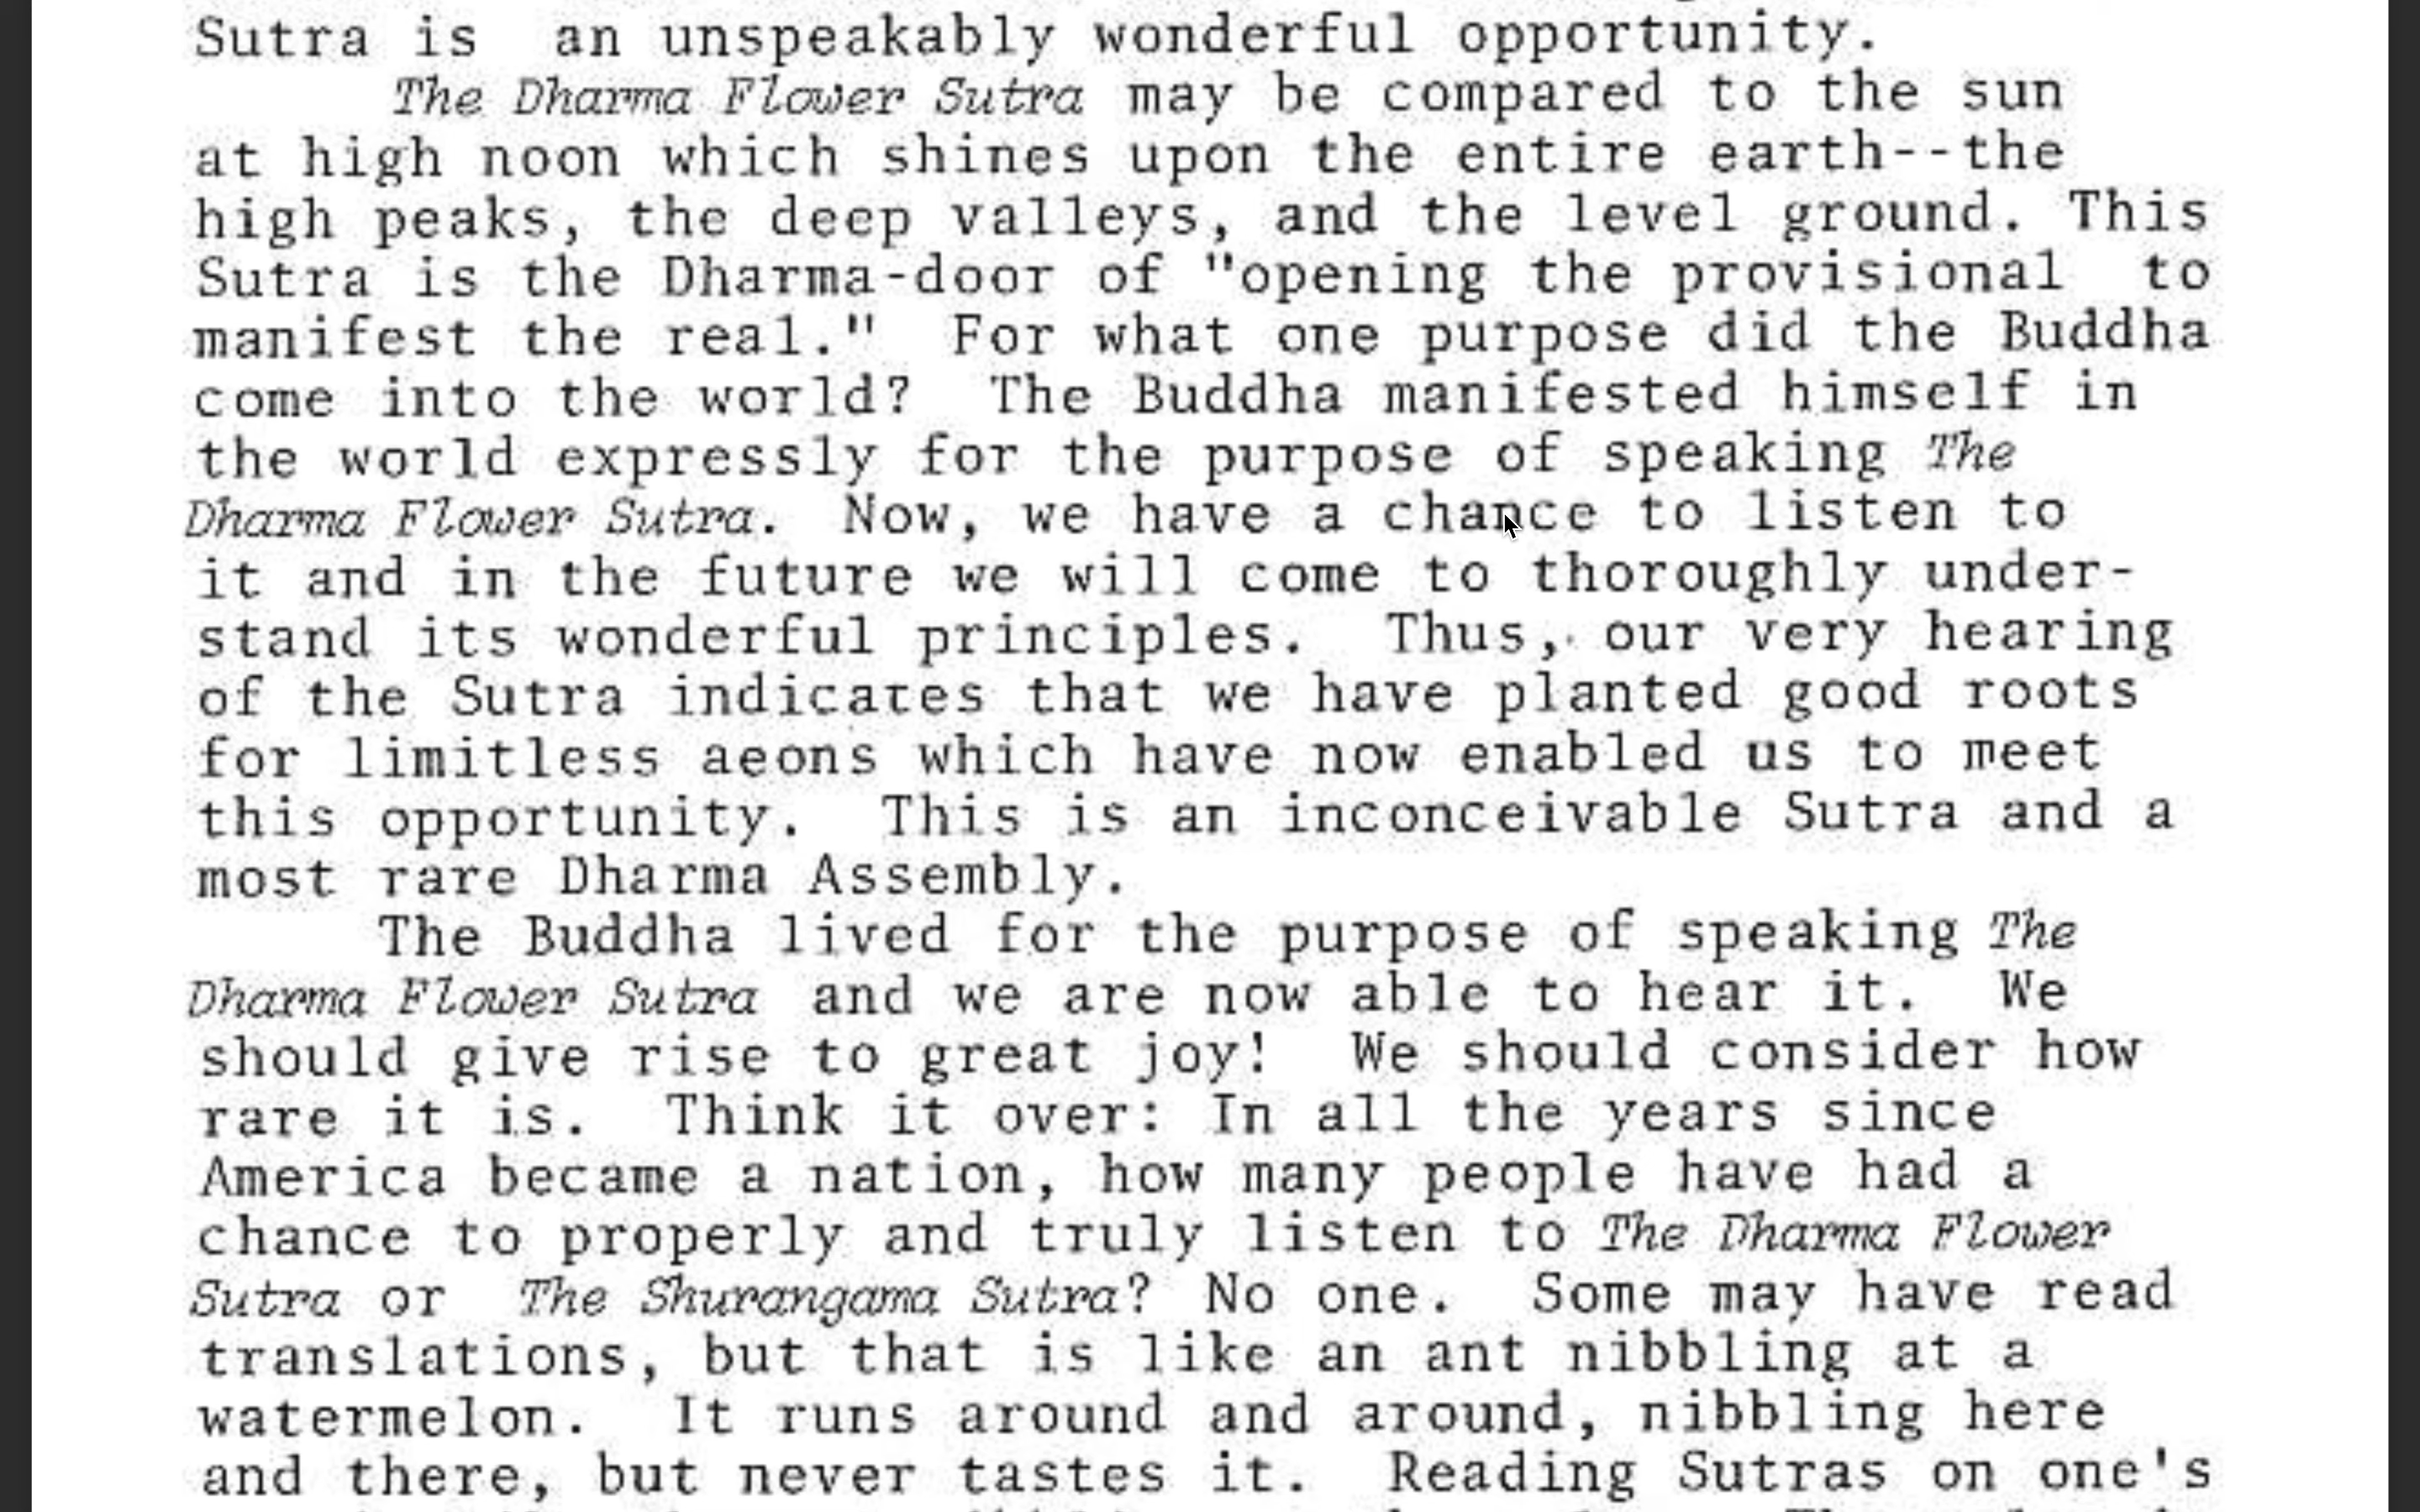 Sutra is  an unspeakably wonderful opportunity.
The Dharma Flower Sutra may be compared to the sun
at high noon which shines upon the entire earth--the
high peaks, the deep valleys, and the level ground. This
Sutra is the Dharma-door of "opening the provisional  to
manifest the real."  For what one purpose did the Buddha
come into the world?  The Buddha manifested himself in
the world expressly for the purpose of speaking The
Dharma Flower Sutra.  Now, we have a chance to listen to
it and in the future we will come to thoroughly under-
stand its wonderful principles.  Thus, our very hearing
of the Sutra indicates that we have planted good roots
for limitless aeons which have now enabled us to meet
this opportunity.  This is an inconceivable Sutra and a
most rare Dharma Assembly.
The Buddha lived for the purpose of speaking The
Dharma Flower Sutra  and we are now able to hear it.  We
should give rise to great joy!  We should consider how
rare it is.  Think it over: In all the years since
America became a nation, how many people have had a
chance to properly and truly listen to The Dharma Flower
Sutra or  The Shurangama Sutra? No one.  Some may have read
translations, but that is like an ant nibbling at a
watermelon.  It runs around and around, nibbling here
and there, but never tastes it.  Reading Sutras on one's